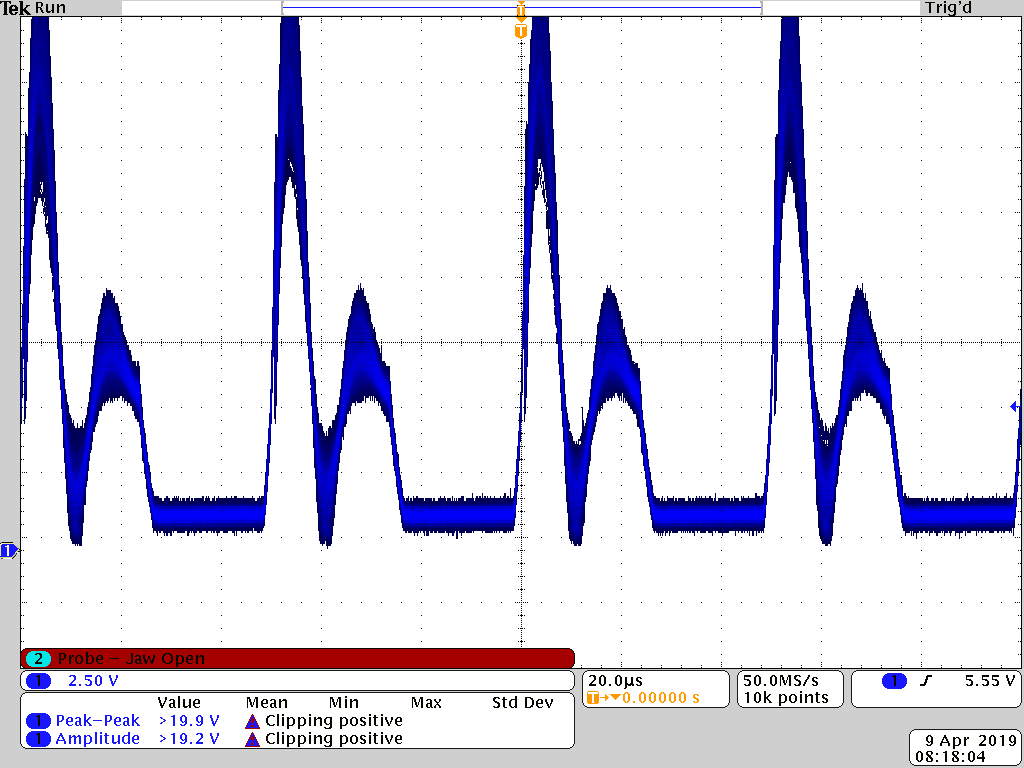 Tek Run Trig'd
T
T
1
2 Probe – Jaw Open
1 2.50 V
20.0µs
T→▼0.00000 s
50.0MS/s
10k points
1 5.55 V
Value Mean Min Max Std Dev
1 Peak–Peak >19.9 V Clipping positive
1 Amplitude >19.2 V Clipping positive
9 Apr 2019
08:18:04